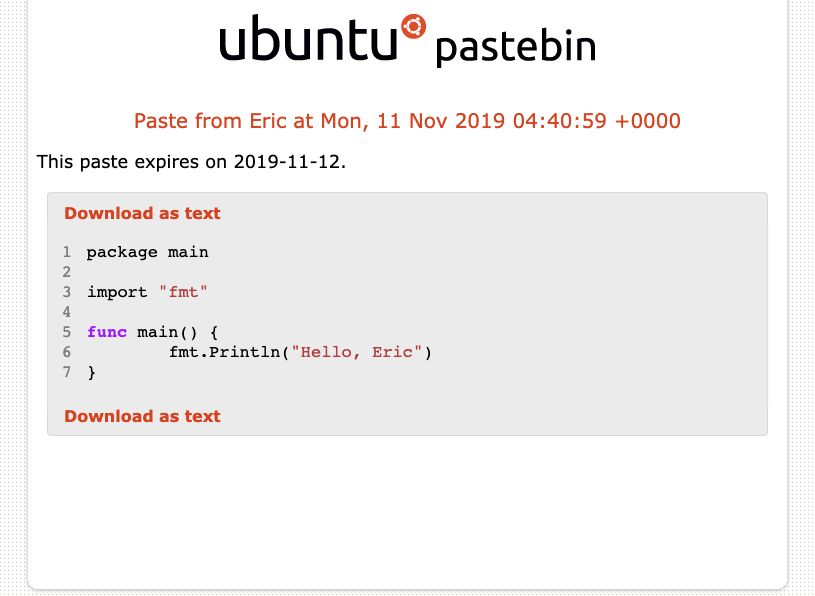 ubuntu pastebin
Paste from Eric at Mon, 11 Nov 2019 04:40:59 +0000
This paste expires on 2019-11-12.
Download as text
1 package main
2
3 import "fmt"
4
5 func main() {
6         fmt.Println("Hello, Eric")
7 }
Download as text